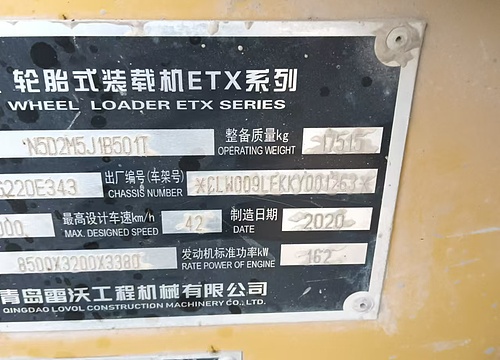 轮胎式装载机ETX系列
WHEEL LOADER ETX SERIES
N5D2M5J1B501T 整备质量kg 17515
OPERATING WEIGHT
6220E343 出厂编号(车架号)
CHASSIS NUMBER
000 最高设计车速km/h 42 制造日期 2020
MAX. DESIGNED SPEED DATE
8500X3200X3380 发动机标准功率kW 162
RATE POWER OF ENGINE
青岛雷沃工程机械有限公司
QINGDAO LOVOL CONSTRUCTION MACHINERY CO.,LTD.